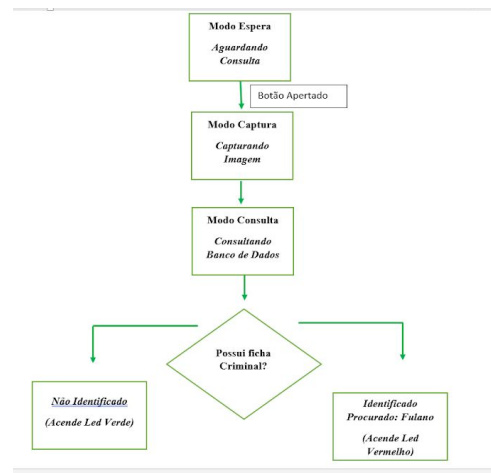 Modo Espera
Aguardando
Consulta
Botão Apertado
Modo Captura
Capturando
Imagem
Modo Consulta
Consultando
Banco de Dados
Possui ficha
Criminal?
Não Identificado
(Acende Led Verde)
Identificado
Procurado: Fulano
(Acende Led
Vermelho)